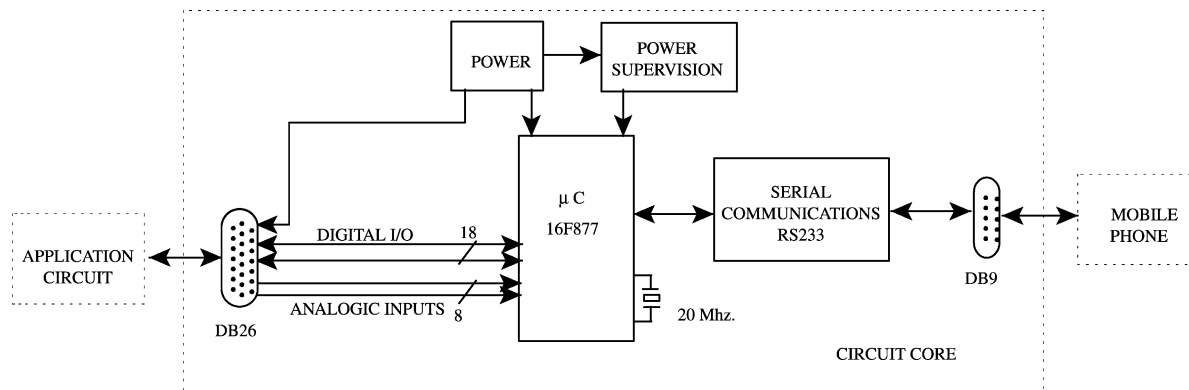 POWER
POWER
SUPERVISION
μ C
16F877
SERIAL
COMMUNICATIONS
RS233
DIGITAL I/O
18
ANALOGIC INPUTS
8
APPLICATION
CIRCUIT
DB26
DB9
MOBILE
PHONE
20 Mhz.
CIRCUIT CORE